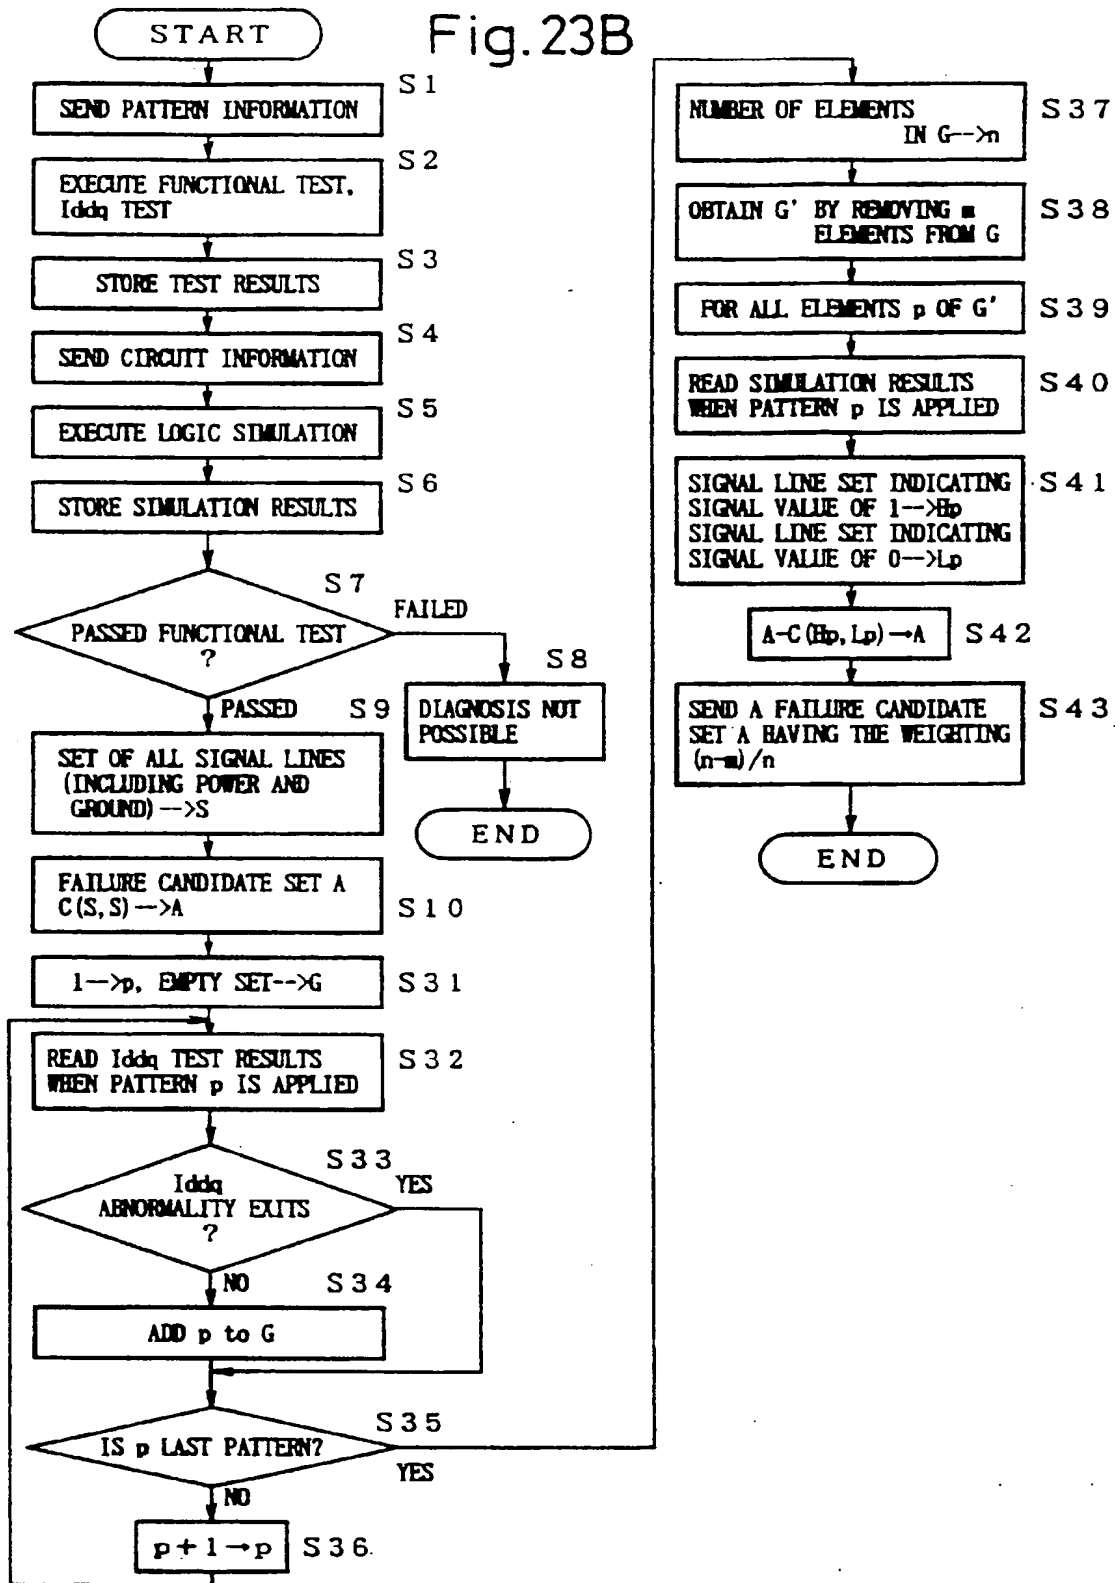 Fig.23B
START
S1
SEND PATTERN INFORMATION
S2
EXECUTE FUNCTIONAL TEST,
Iddq TEST
S3
STORE TEST RESULTS
S4
SEND CIRCUIT INFORMATION
S5
EXECUTE LOGIC SIMULATION
S6
STORE SIMULATION RESULTS
S7
PASSED FUNCTIONAL TEST
?
FAILED
S8
DIAGNOSIS NOT
POSSIBLE
END
PASSED
S9
SET OF ALL SIGNAL LINES
(INCLUDING POWER AND
GROUND)-->S
FAILURE CANDIDATE SET A
C(S,S)-->A
S10
1-->p, EMPTY SET-->G
S31
READ Iddq TEST RESULTS
WHEN PATTERN p IS APPLIED
S32
S33
Iddq
ABNORMALITY EXITS
?
YES
NO
S34
ADD p to G
S35
IS p LAST PATTERN?
YES
NO
p+1→p
S36
NUMBER OF ELEMENTS
IN G-->n
S37
OBTAIN G' BY REMOVING m
ELEMENTS FROM G
S38
FOR ALL ELEMENTS p OF G'
S39
READ SIMULATION RESULTS
WHEN PATTERN p IS APPLIED
S40
SIGNAL LINE SET INDICATING
SIGNAL VALUE OF 1-->Hp
SIGNAL LINE SET INDICATING
SIGNAL VALUE OF 0-->Lp
S41
A-C(Hp,Lp)→A
S42
SEND A FAILURE CANDIDATE
SET A HAVING THE WEIGHTING
(n-m)/n
S43
END